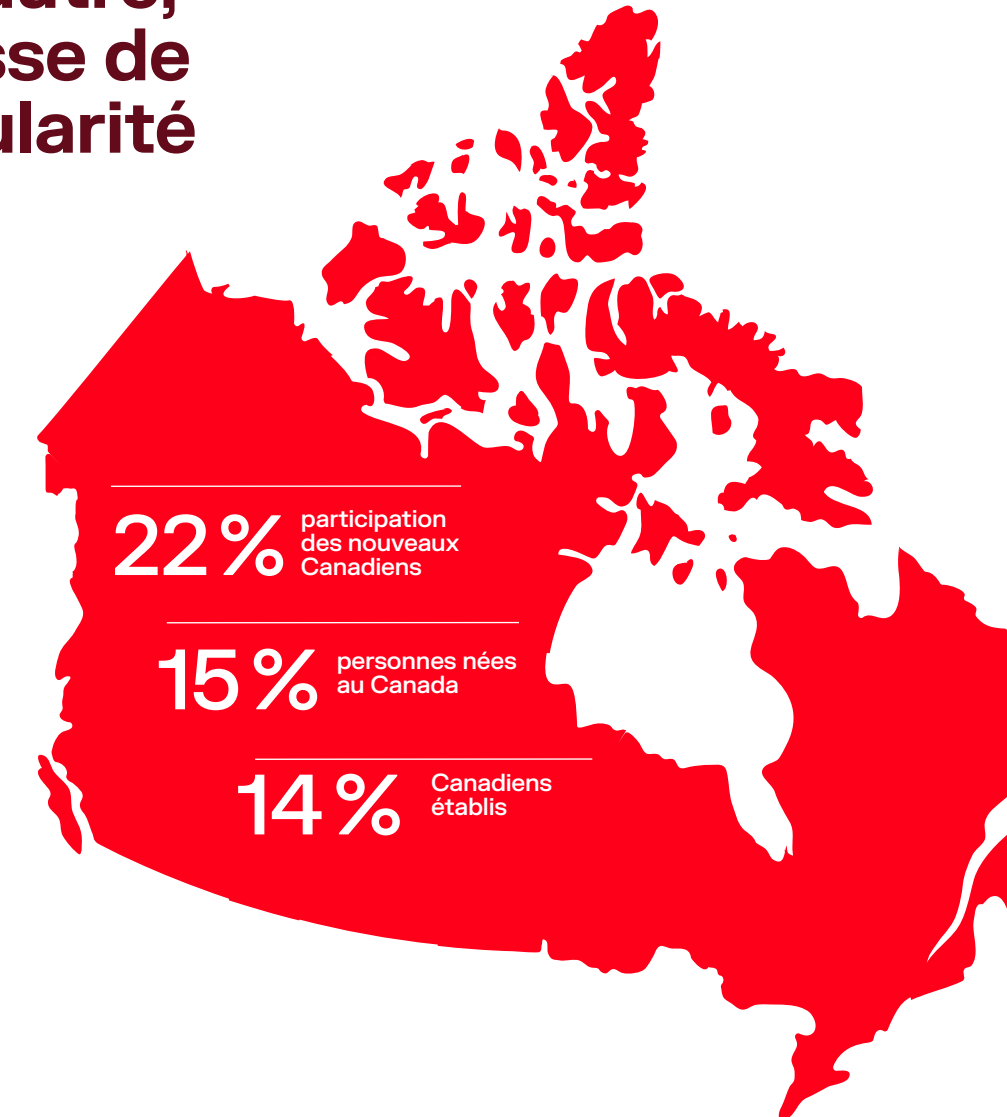 sse de
ularité
22 %
participation
des nouveaux
Canadiens
15 %
personnes nées
au Canada
14 %
Canadiens
établis